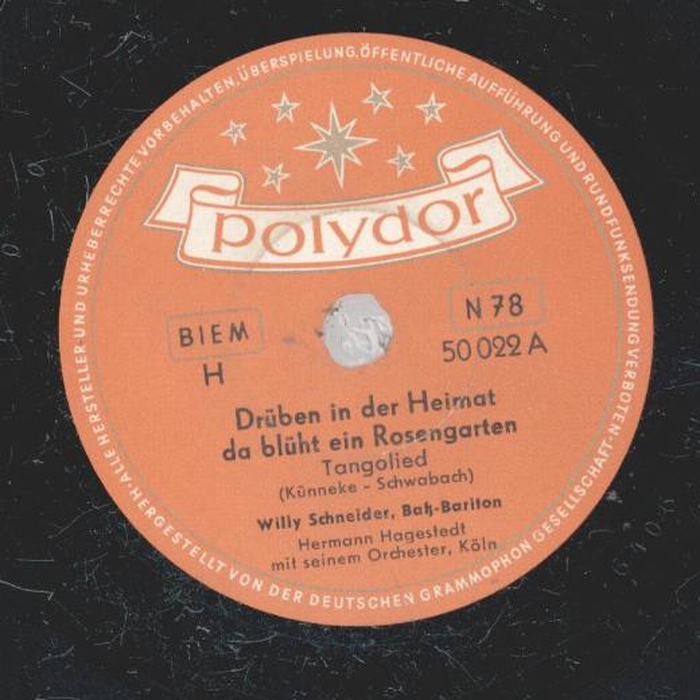 ALLE HERSTELLER-UND URHEBERRECHTE VORBEHALTEN, ÜBERSPIELUNG, ÖFFENTLICHE AUFFÜHRUNG UND RUNDFUNKSENDUNG VERBOTEN·
polydor
BIEM
H
N 78
50 022 A
Drüben in der Heimat
da blüht ein Rosengarten
Tangolied
(Künneke - Schwabach)
Willy Schneider, Baß-Bariton
Hermann Hagestedt
mit seinem Orchester, Köln
HERGESTELLT VON DER DEUTSCHEN GRAMMOPHON GESELLSCHAFT·